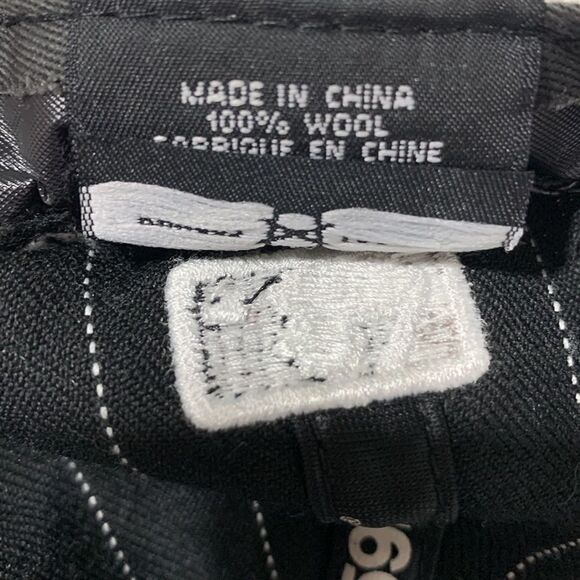 MADE IN CHINA
100% WOOL
FABRIQUE EN CHINE